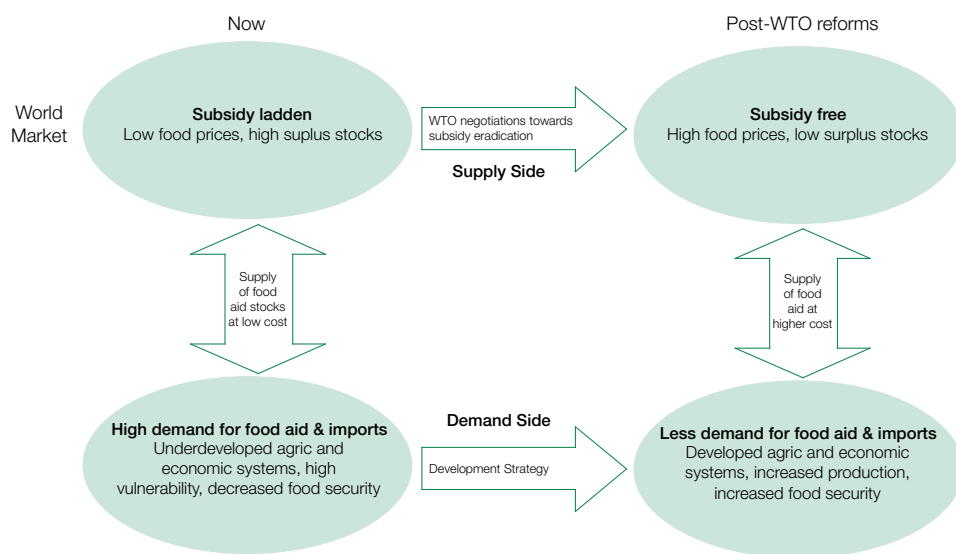 Now
Post-WTO reforms
World
Market
Subsidy ladden
Low food prices, high suplus stocks
WTO negotiations towards
subsidy eradication
Supply Side
Subsidy free
High food prices, low surplus stocks
Supply
of food
aid stocks
at low cost
Supply
of food
aid at
higher cost
High demand for food aid & imports
Underdeveloped agric and
economic systems, high
vulnerability, decreased food security
Demand Side
Development Strategy
Less demand for food aid & imports
Developed agric and economic
systems, increased production,
increased food security